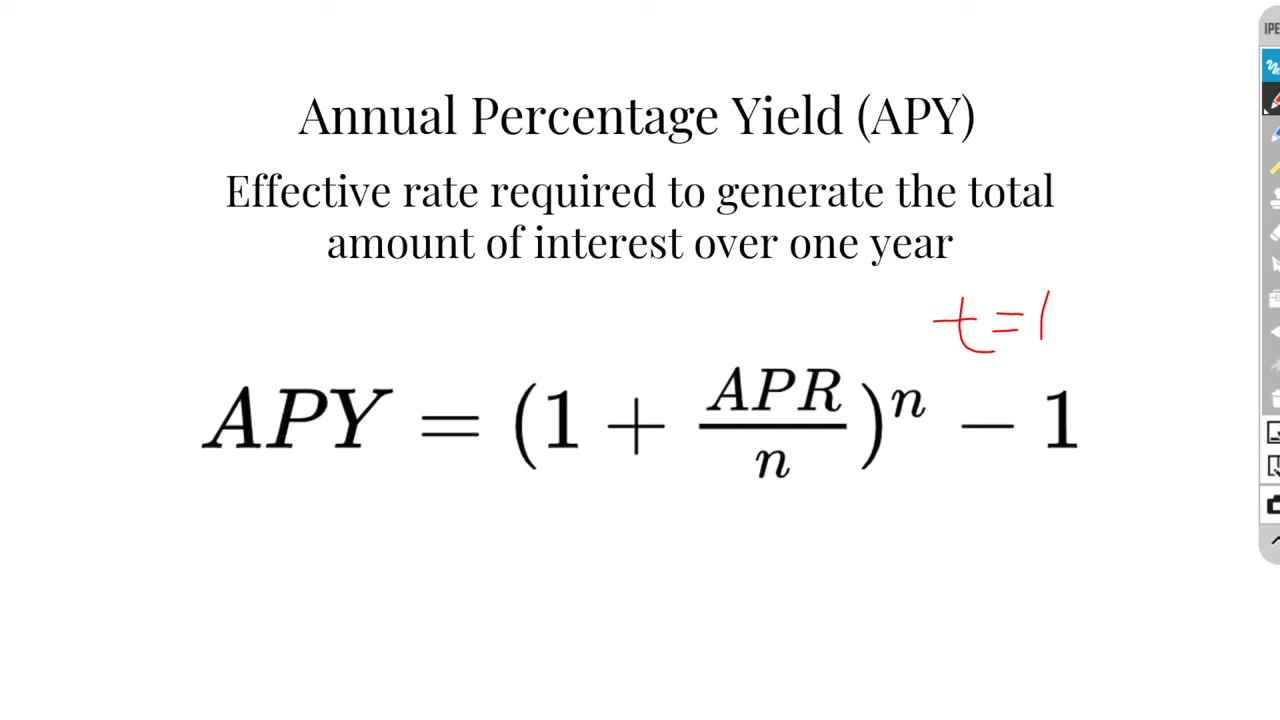 Annual Percentage Yield (APY)
Effective rate required to generate the total
amount of interest over one year
t=1
APY = (1 + APR/n)^n − 1